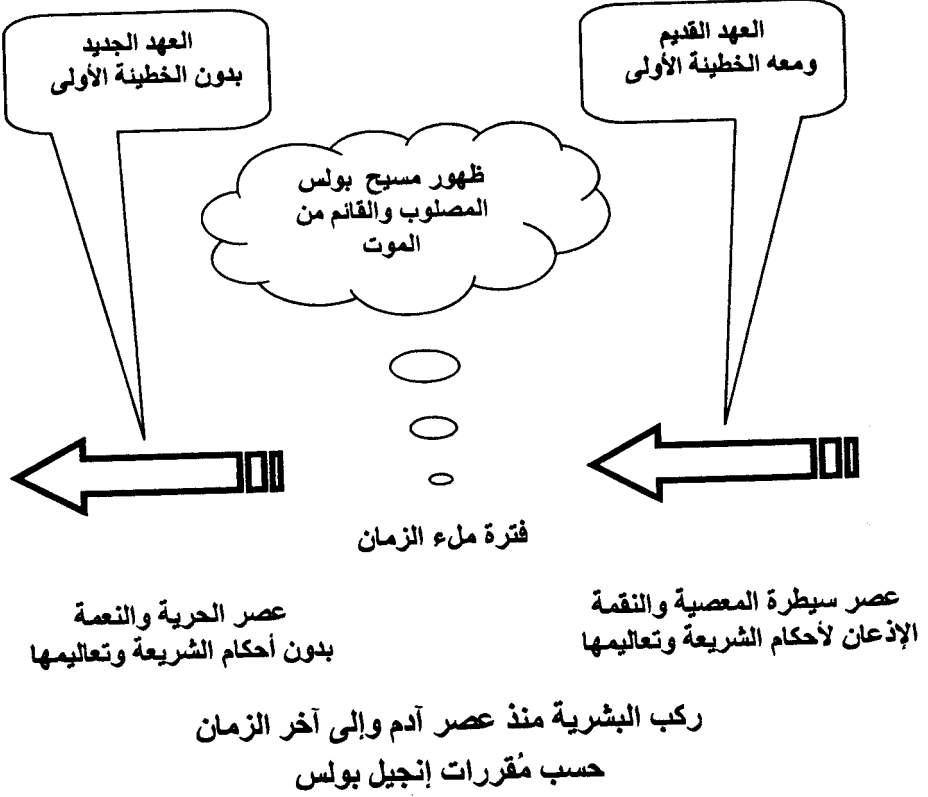 العهد القديم
ومعه الخطيئة الأولى
العهد الجديد
بدون الخطيئة الأولى
ظهور مسيح بولس
المصلوب والقائم من
الموت
فترة ملء الزمان
عصر سيطرة المعصية والنقمة
الإذعان لأحكام الشريعة وتعاليمها
عصر الحرية والنعمة
بدون أحكام الشريعة وتعاليمها
ركب البشرية منذ عصر آدم وإلى آخر الزمان
حسب مُقررات إنجيل بولس